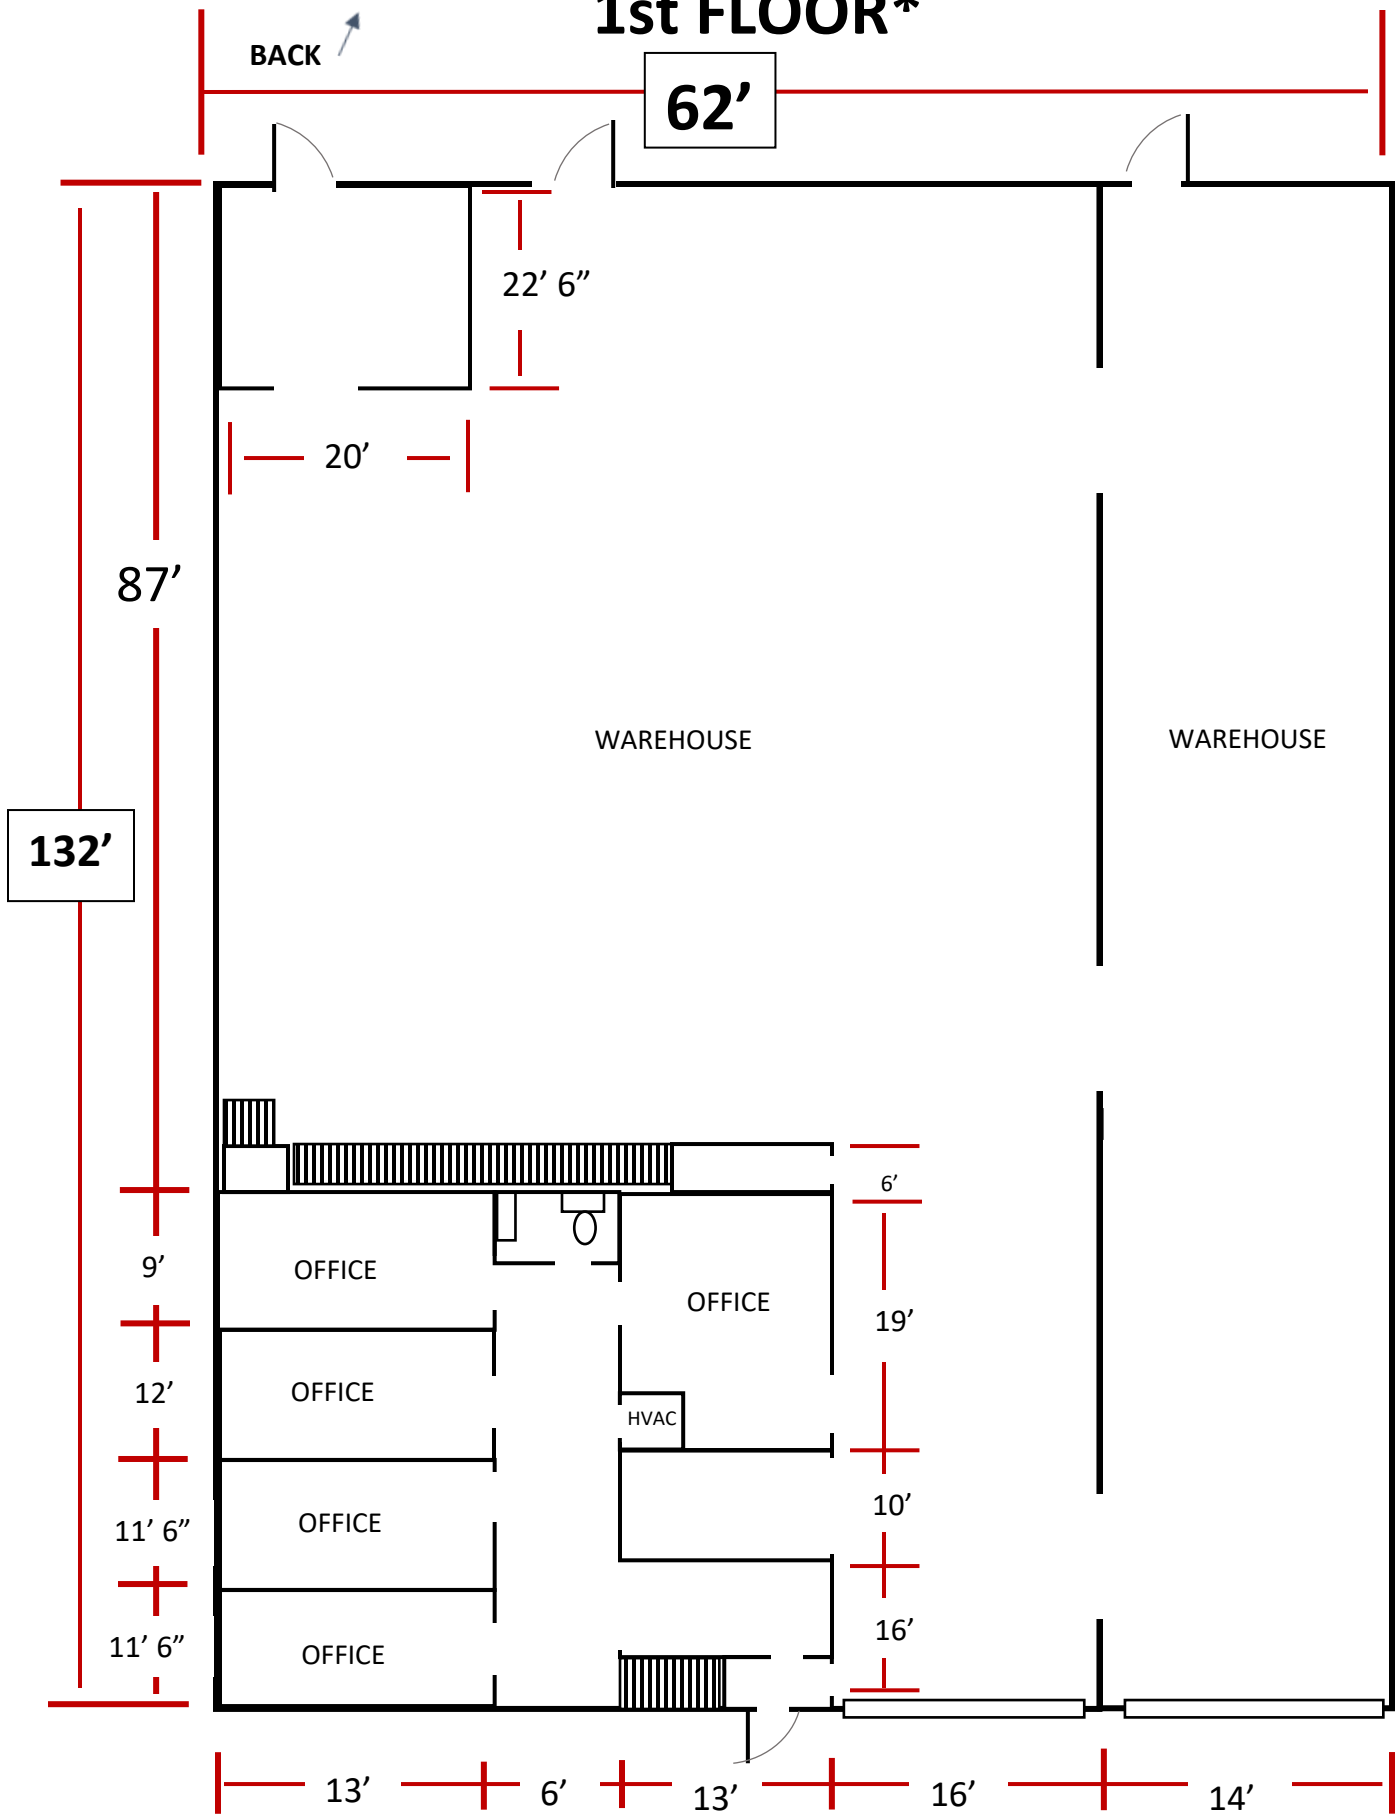 1st FLOOR*
BACK
62’
22’ 6”
20’
87’
WAREHOUSE
WAREHOUSE
132’
6’
9’
OFFICE
OFFICE
19’
12’
OFFICE
HVAC
10’
11’ 6”
OFFICE
16’
11’ 6”
OFFICE
13’
6’
13’
16’
14’